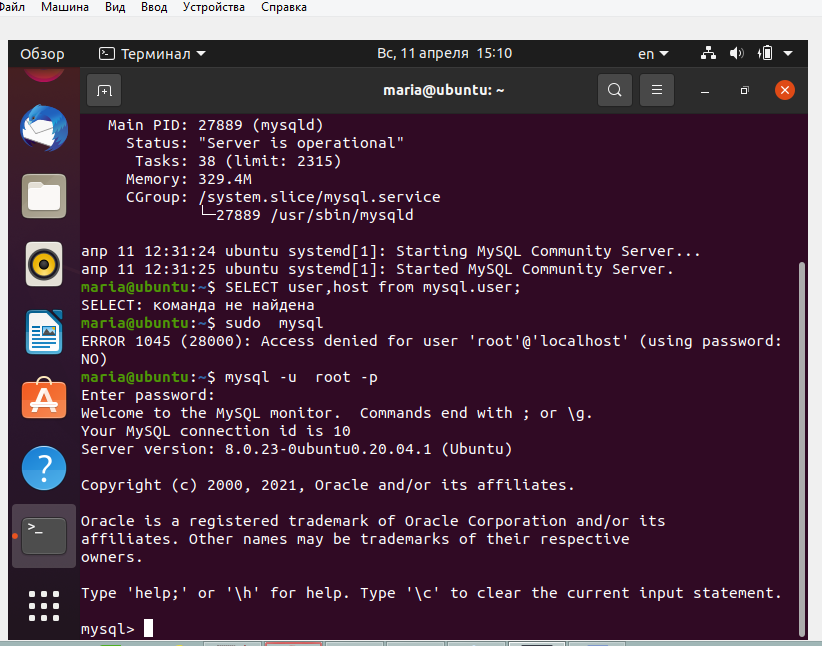 Файл Машина Вид Ввод Устройства Справка
Обзор Терминал Вс, 11 апреля 15:10 en
maria@ubuntu: ~
Main PID: 27889 (mysqld)
Status: "Server is operational"
Tasks: 38 (limit: 2315)
Memory: 329.4M
CGroup: /system.slice/mysql.service
└─27889 /usr/sbin/mysqld
апр 11 12:31:24 ubuntu systemd[1]: Starting MySQL Community Server...
апр 11 12:31:25 ubuntu systemd[1]: Started MySQL Community Server.
maria@ubuntu:~$ SELECT user,host from mysql.user;
SELECT: команда не найдена
maria@ubuntu:~$ sudo  mysql
ERROR 1045 (28000): Access denied for user 'root'@'localhost' (using password:
NO)
maria@ubuntu:~$ mysql -u  root -p
Enter password:
Welcome to the MySQL monitor.  Commands end with ; or \g.
Your MySQL connection id is 10
Server version: 8.0.23-0ubuntu0.20.04.1 (Ubuntu)
Copyright (c) 2000, 2021, Oracle and/or its affiliates.
Oracle is a registered trademark of Oracle Corporation and/or its
affiliates. Other names may be trademarks of their respective
owners.
Type 'help;' or '\h' for help. Type '\c' to clear the current input statement.
mysql>